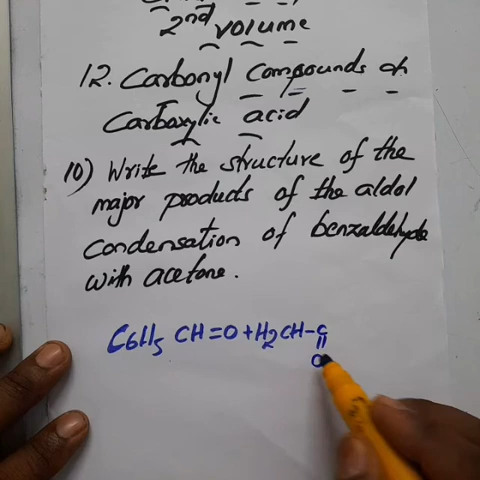 2nd volume
12. Carbonyl Compounds on
Carboxylic acid
10) Write the structure of the
major products of the aldol
condensation of benzaldehyde
with acetone.
C6H5 CH=O+H2CH-C
||
O